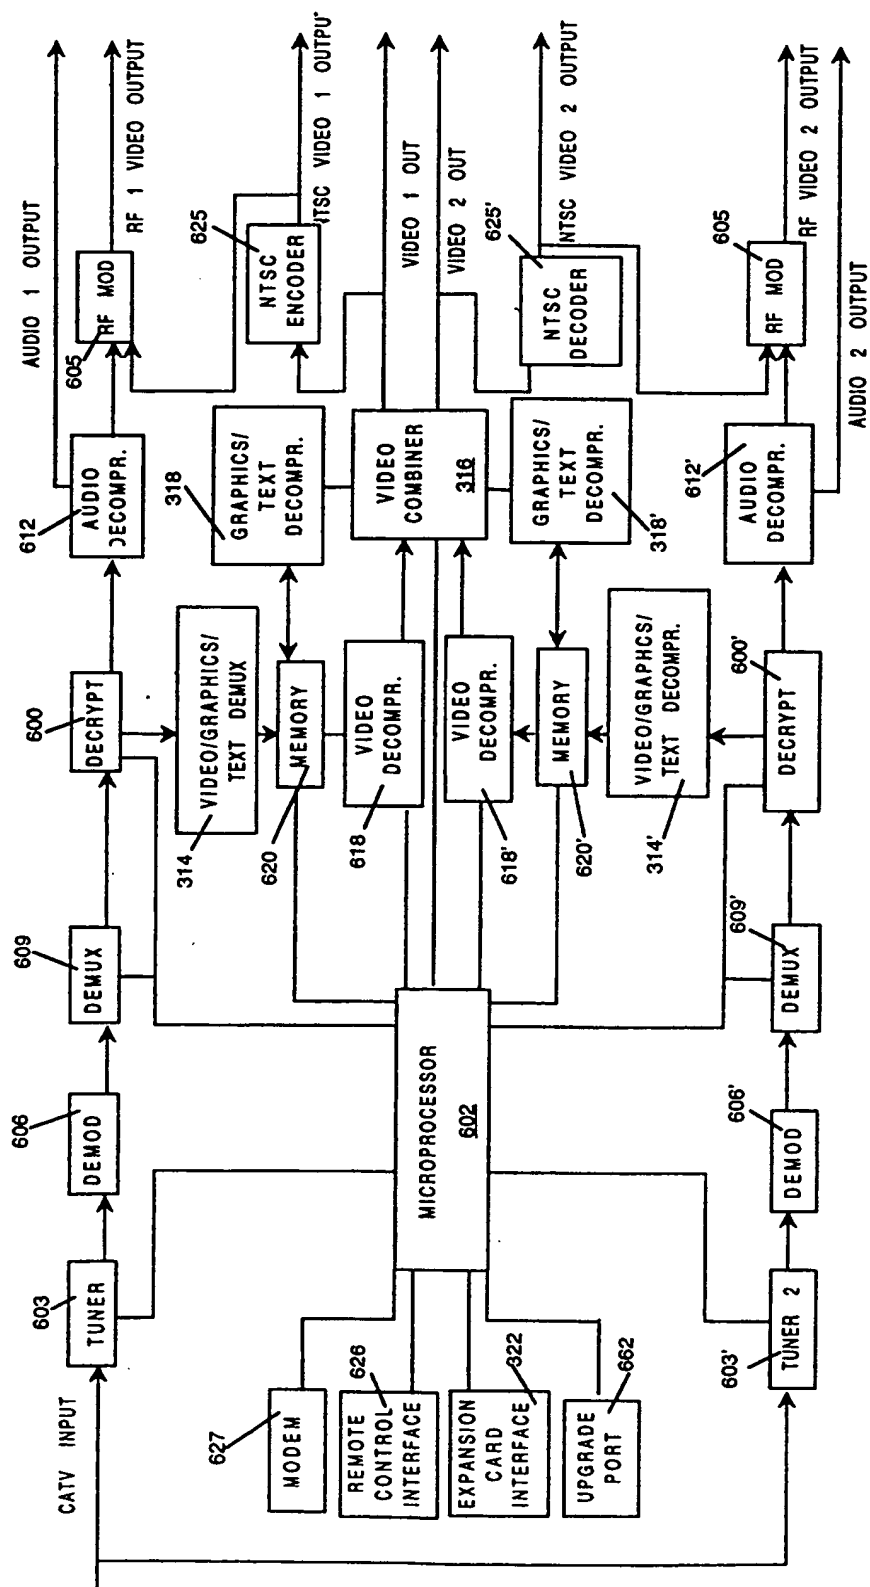 CATV INPUT
603
TUNER
606
DEMOD
609
DEMUX
600
DECRYPT
612
AUDIO
DECOMPR.
605
RF MOD
AUDIO 1 OUTPUT
RF 1 VIDEO OUTPUT
314
VIDEO/GRAPHICS/
TEXT DEMUX
318
GRAPHICS/
TEXT
DECOMPR.
625
NTSC
ENCODER
NTSC VIDEO 1 OUTPUT
620
MEMORY
618
VIDEO
DECOMPR.
VIDEO
COMBINER
316
VIDEO 1 OUT
VIDEO 2 OUT
627
MODEM
626
REMOTE
CONTROL
INTERFACE
322
EXPANSION
CARD
INTERFACE
662
UPGRADE
PORT
MICROPROCESSOR
602
618'
VIDEO
DECOMPR.
620'
MEMORY
318'
GRAPHICS/
TEXT
DECOMPR.
625'
NTSC
DECODER
NTSC VIDEO 2 OUTPUT
314'
VIDEO/GRAPHCS/
TEXT DECOMPR.
603'
TUNER 2
606'
DEMOD
609'
DEMUX
600'
DECRYPT
612'
AUDIO
DECOMPR.
605
RF MOD
RF VIDEO 2 OUTPUT
AUDIO 2 OUTPUT